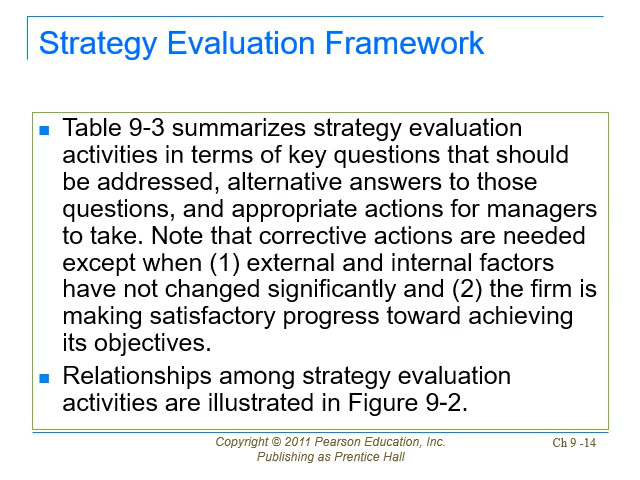 Strategy Evaluation Framework
Table 9-3 summarizes strategy evaluation
activities in terms of key questions that should
be addressed, alternative answers to those
questions, and appropriate actions for managers
to take. Note that corrective actions are needed
except when (1) external and internal factors
have not changed significantly and (2) the firm is
making satisfactory progress toward achieving
its objectives.
Relationships among strategy evaluation
activities are illustrated in Figure 9-2.
Copyright © 2011 Pearson Education, Inc.
Publishing as Prentice Hall
Ch 9 -14